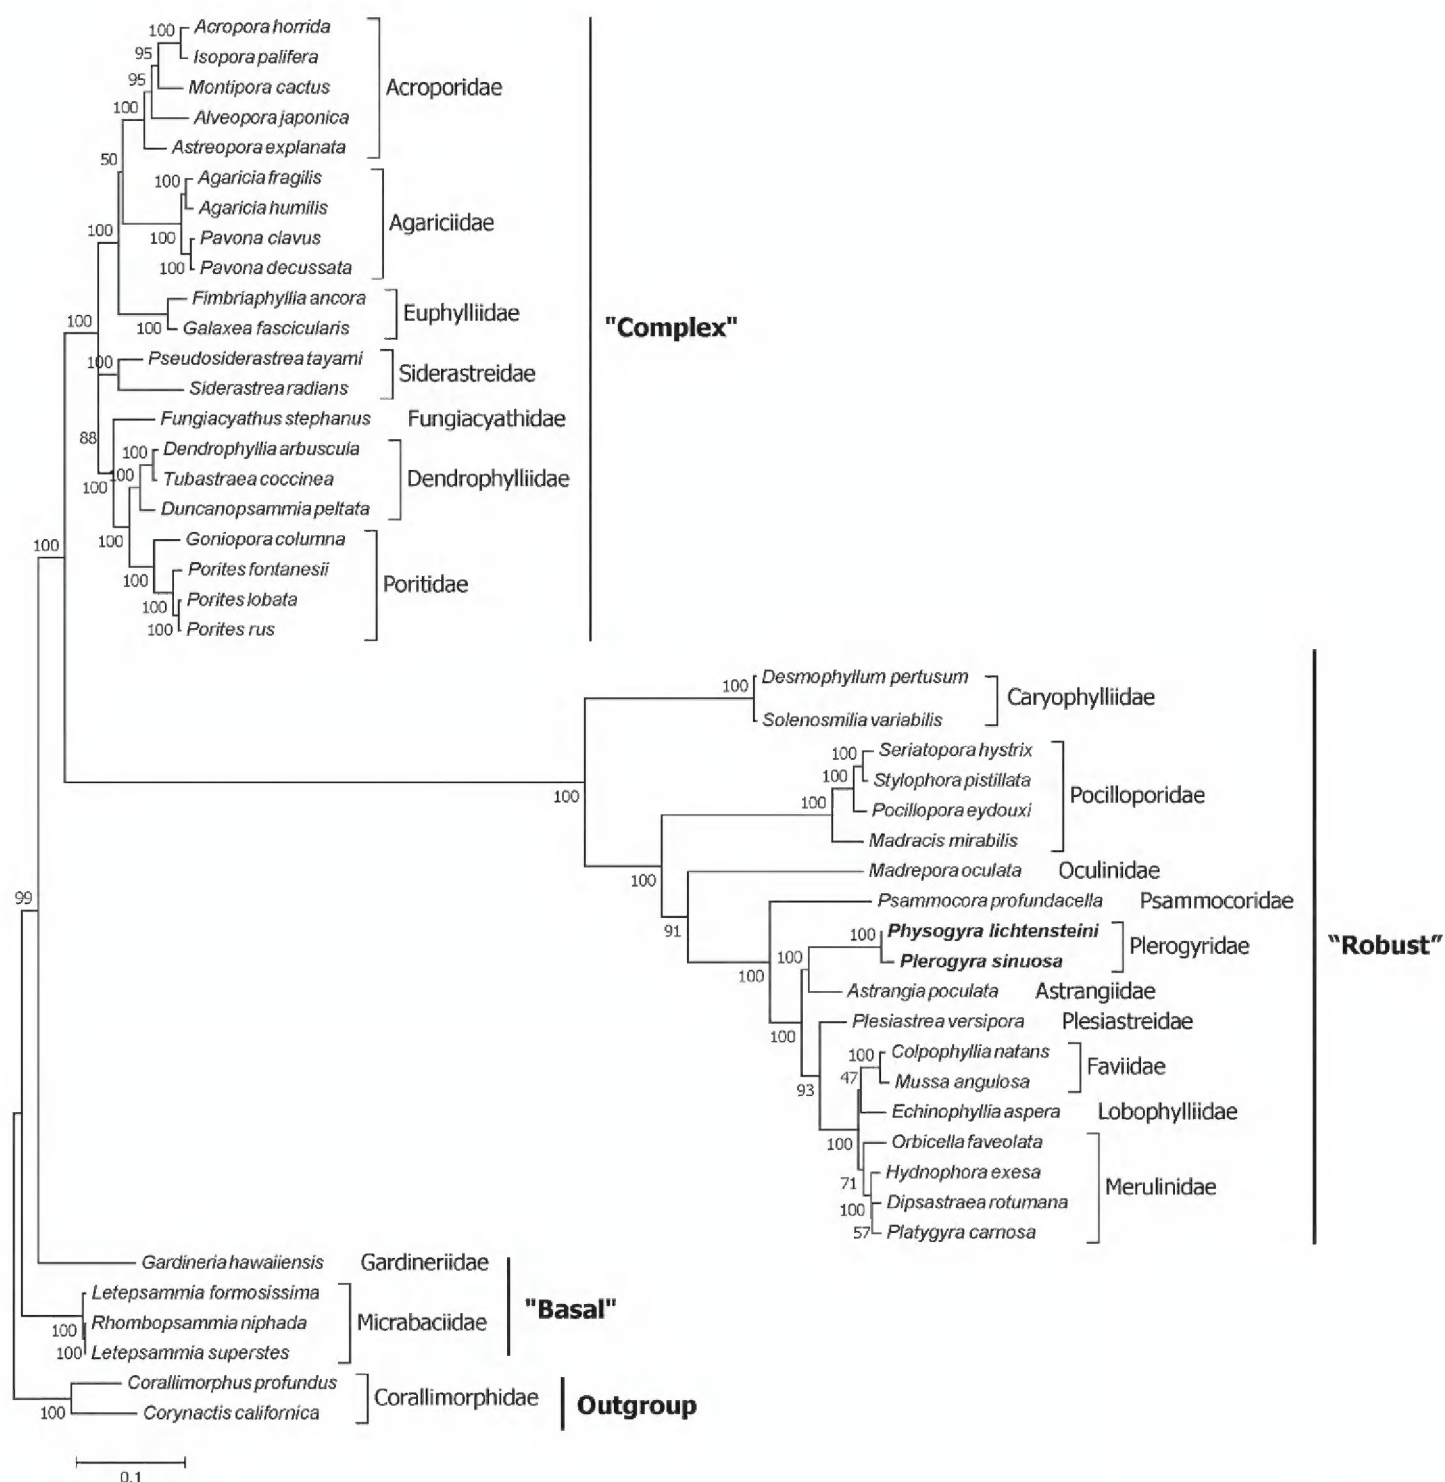 100 Acropora horrida
95
Isopora palifera
95
Montipora cactus Acroporidae
100
Alveopora japonica
Astreopora explanata
50
100 Agaricia fragilis
Agaricia humilis Agariciidae
100
100 Pavona clavus
100 Pavona decussata
Fimbriaphyllia ancora Euphylliidae
100 Galaxea fascicularis
100 "Complex"
100 Pseudosiderastrea tayami Siderastreidae
Siderastrea radians
Fungiacyathus stephanus Fungiacyathidae
88
100 Dendrophyllia arbuscula
100 Tubastraea coccinea Dendrophylliidae
100
Duncanopsammia peltata
100 Goniopora columna
100
100 Porites fontanesii Poritidae
100 Porites lobata
100 Porites rus
100 Desmophyllum pertusum Caryophylliidae
Solenosmilia variabilis
100 Seriatopora hystrix
100 Stylophora pistillata Pocilloporidae
100
100 Pocillopora eydouxi
Madracis mirabilis
100 Madrepora oculata Oculinidae
99
Psammocora profundacella Psammocoridae
91 100 Physogyra lichtensteini Plerogyridae "Robust"
100 100 Plerogyra sinuosa
Astrangia poculata Astrangiidae
100 Plesiastrea versipora Plesiastreidae
100 Colpophyllia natans Faviidae
93 47 Mussa angulosa
Echinophyllia aspera Lobophylliidae
100 Orbicella faveolata
71 Hydnophora exesa Merulinidae
100 Dipsastraea rotumana
57 Platygyra carnosa
Gardineria hawaiiensis Gardineriidae
Letepsammia formosissima "Basal"
100 Rhombopsammia niphada Micrabaciidae
100 Letepsammia superstes
Corallimorphus profundus Corallimorphidae Outgroup
100 Corynactis californica
0.1